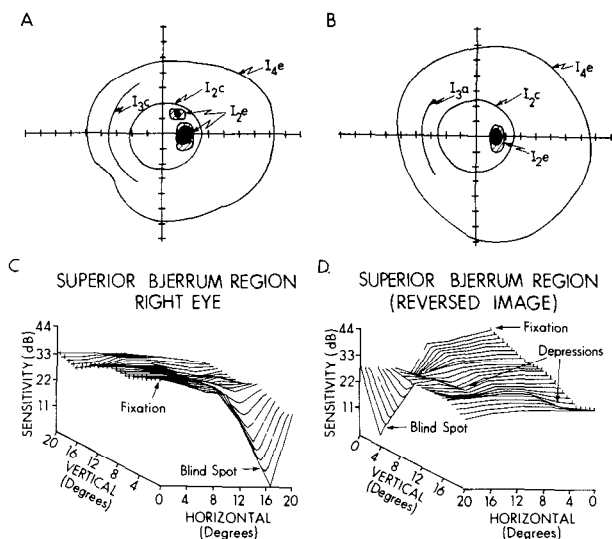 A
I4e
I2c
I3c
I2e
B
I4e
I3a
I2c
I2e
C
SUPERIOR BJERRUM REGION
RIGHT EYE
SENSITIVITY (dB)
44
33
22
11
Fixation
Blind Spot
20 16 12 8 4
VERTICAL
(Degrees)
0 4 8 12 16 20
HORIZONTAL
(Degrees)
D.
SUPERIOR BJERRUM REGION
(REVERSED IMAGE)
SENSITIVITY (dB)
44
33
22
11
Fixation
Depressions
Blind Spot
0 4 8 12 16 20
VERTICAL
(Degrees)
16 12 8 4 0
HORIZONTAL
(Degrees)